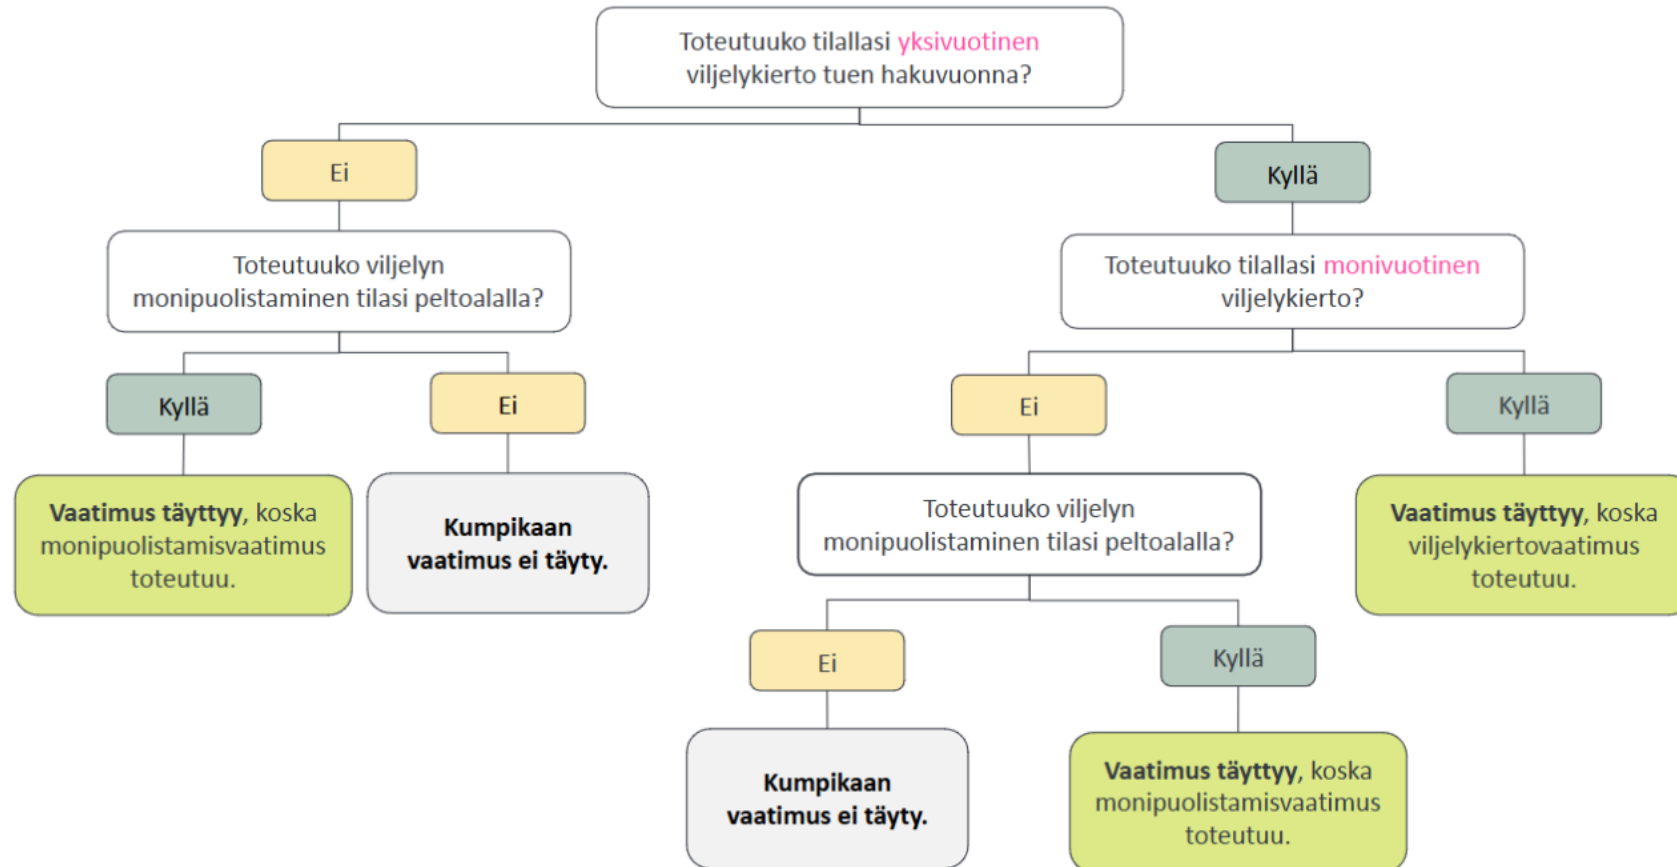 Toteutuuko tilallasi yksivuotinen
viljelykierto tuen hakuvuonna?
Ei
Kyllä
Toteutuuko viljelyn
monipuolistaminen tilasi peltoalalla?
Toteutuuko tilallasi monivuotinen
viljelykierto?
Kyllä
Ei
Ei
Kyllä
Vaatimus täyttyy, koska
monipuolistamisvaatimus
toteutuu.
Kumpikaan
vaatimus ei täyty.
Toteutuuko viljelyn
monipuolistaminen tilasi peltoalalla?
Vaatimus täyttyy, koska
viljelykiertovaatimus
toteutuu.
Ei
Kyllä
Kumpikaan
vaatimus ei täyty.
Vaatimus täyttyy, koska
monipuolistamisvaatimus
toteutuu.